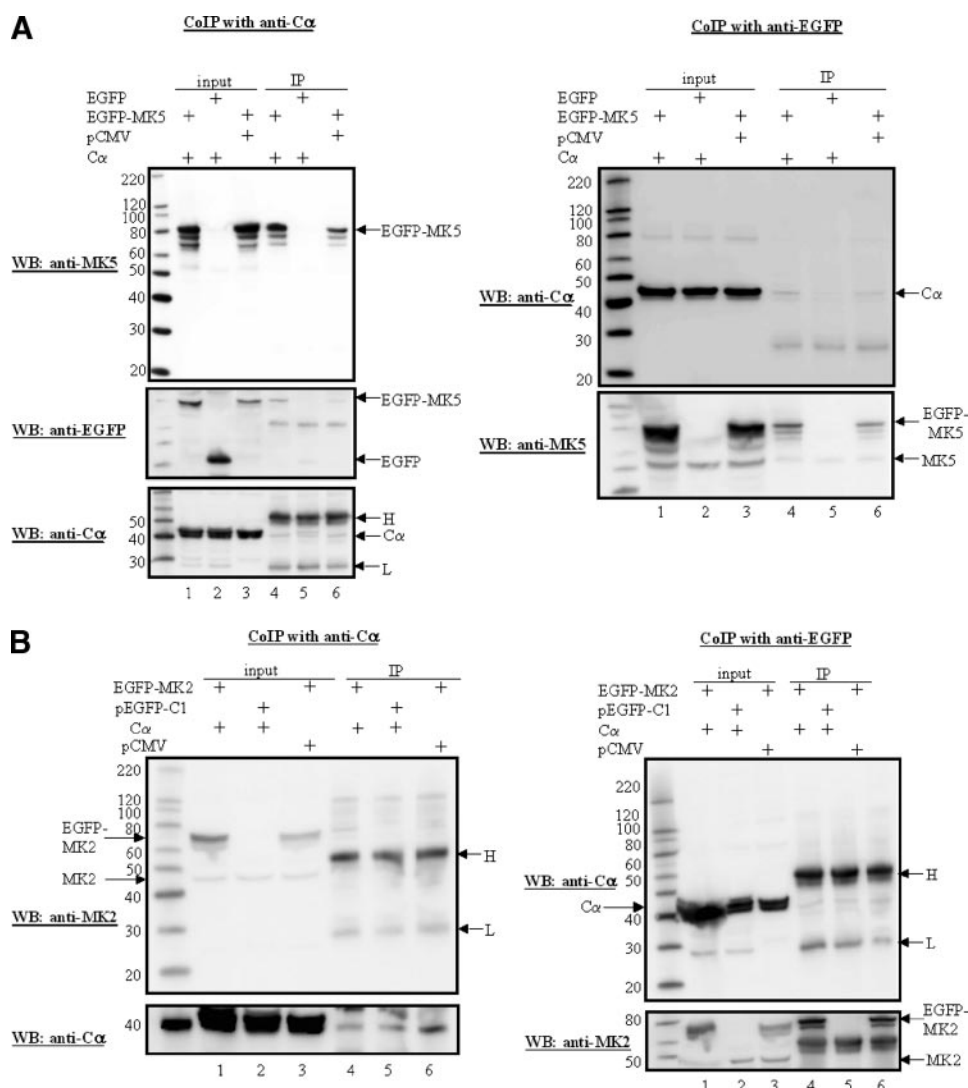 A
CoIP with anti-Cα
input IP
EGFP + +
EGFP-MK5 + + + +
pCMV + +
Cα + + + +
220
120
100
80
60
50
40
30
20
WB: anti-MK5
EGFP-MK5
WB: anti-EGFP
EGFP-MK5
EGFP
WB: anti-Cα
50
40
30
H
Cα
L
1 2 3 4 5 6
CoIP with anti-EGFP
input IP
EGFP + +
EGFP-MK5 + + + +
pCMV + +
Cα + + + +
220
120
100
80
60
50
40
30
20
WB: anti-Cα
Cα
WB: anti-MK5
EGFP-
MK5
MK5
1 2 3 4 5 6
B
CoIP with anti-Cα
input IP
EGFP-MK2 + + + +
pEGFP-C1 + +
Cα + + + +
pCMV + +
220
120
100
80
60
50
40
30
20
EGFP-
MK2
MK2
WB: anti-MK2
H
L
WB: anti-Cα
40
1 2 3 4 5 6
CoIP with anti-EGFP
input IP
EGFP-MK2 + + +
pEGFP-C1 + +
Cα + + + +
pCMV + +
220
120
100
80
60
50
40
30
20
WB: anti-Cα
Cα
H
L
WB: anti-MK2
80
60
50
EGFP-
MK2
MK2
1 2 3 4 5 6